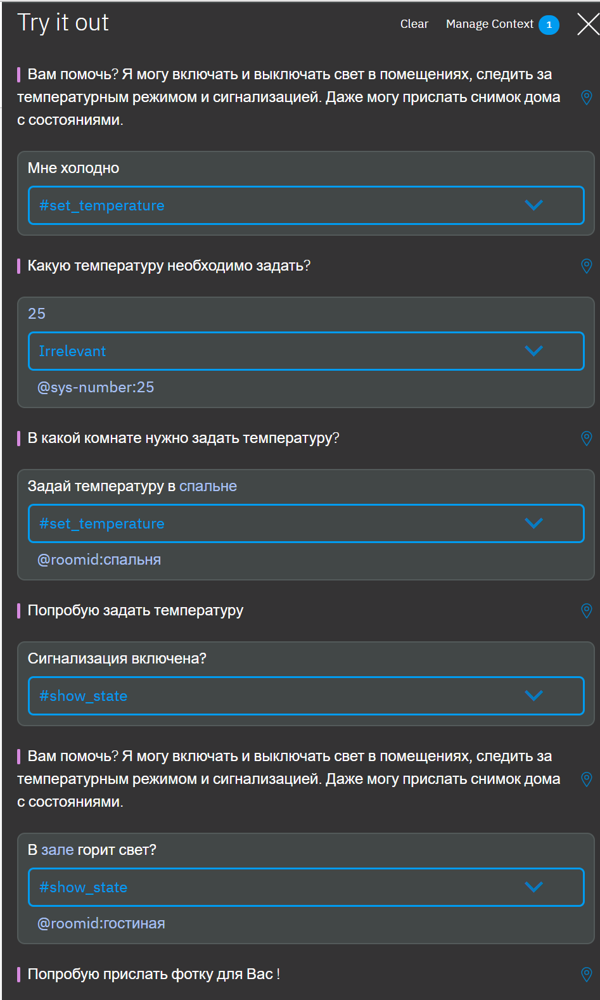 Try it out
Clear
Manage Context 1
Вам помочь? Я могу включать и выключать свет в помещениях, следить за
температурным режимом и сигнализацией. Даже могу прислать снимок дома
с состояниями.
Мне холодно
#set_temperature
Какую температуру необходимо задать?
25
Irrelevant
@sys-number:25
В какой комнате нужно задать температуру?
Задай температуру в спальне
#set_temperature
@roomid:спальня
Попробую задать температуру
Сигнализация включена?
#show_state
Вам помочь? Я могу включать и выключать свет в помещениях, следить за
температурным режимом и сигнализацией. Даже могу прислать снимок дома
с состояниями.
В зале горит свет?
#show_state
@roomid:гостиная
Попробую прислать фотку для Вас !